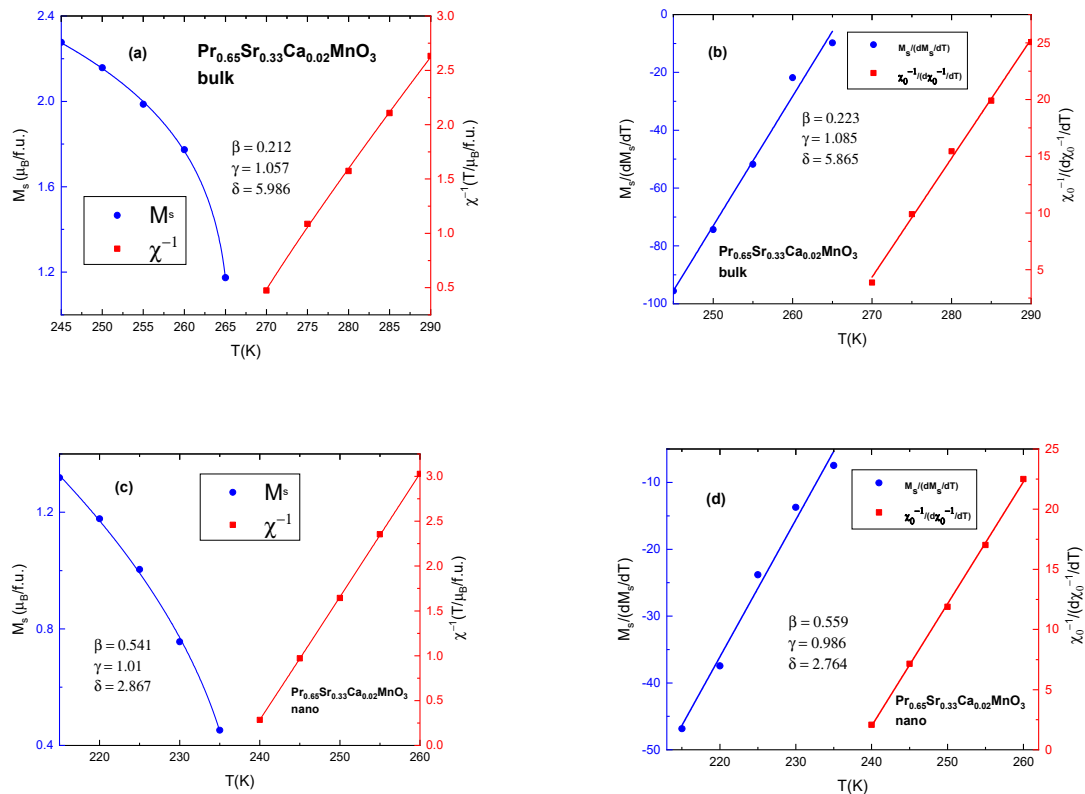 (a)
Pr0.65Sr0.33Ca0.02MnO3
bulk
β = 0.212
γ = 1.057
δ = 5.986
Ms
χ−1
2.4
2.0
1.6
1.2
Ms (μB/f.u.)
3.0
2.5
2.0
1.5
1.0
0.5
0.0
χ−1(T/μB/f.u.)
245 250 255 260 265 270 275 280 285 290
T(K)
(b)
Ms/(dMs/dT)
χ0−1/(dχ0−1/dT)
β = 0.223
γ = 1.085
δ = 5.865
Pr0.65Sr0.33Ca0.02MnO3
bulk
0
-20
-40
-60
-80
-100
Ms/(dMs/dT)
25
20
15
10
5
χ0−1/(dχ0−1/dT)
250 260 270 280 290
T(K)
(c)
Ms
χ−1
β = 0.541
γ = 1.01
δ = 2.867
Pr0.65Sr0.33Ca0.02MnO3
nano
1.2
0.8
0.4
Ms (μB/f.u.)
3.0
2.5
2.0
1.5
1.0
0.5
0.0
χ−1(T/μB/f.u.)
220 230 240 250 260
T(K)
(d)
Ms/(dMs/dT)
χ0−1/(dχ0−1/dT)
β = 0.559
γ = 0.986
δ = 2.764
Pr0.65Sr0.33Ca0.02MnO3
nano
-10
-20
-30
-40
-50
Ms/(dMs/dT)
25
20
15
10
5
0
χ0−1/(dχ0−1/dT)
220 230 240 250 260
T(K)